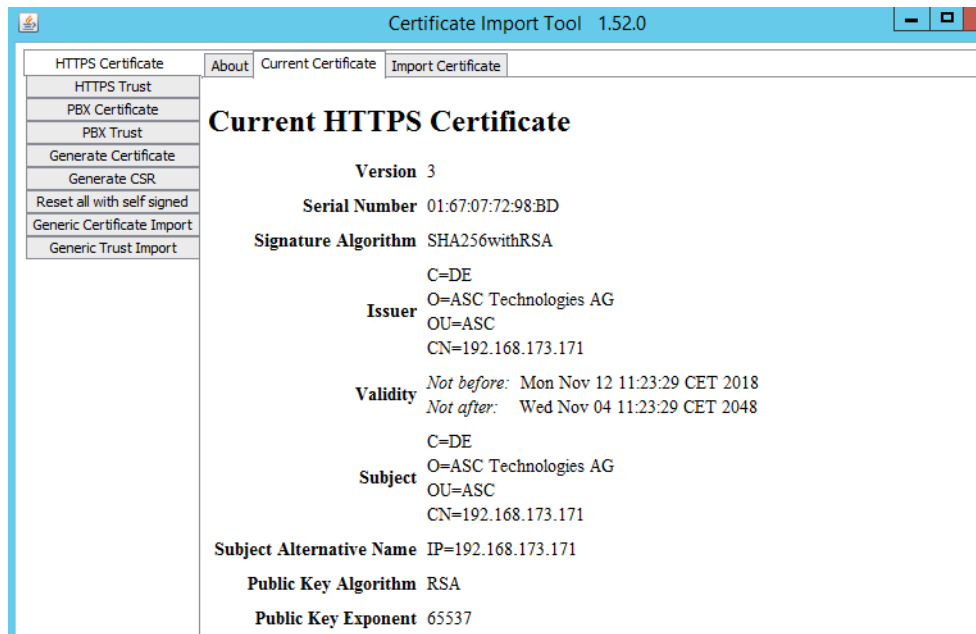 Certificate Import Tool 1.52.0
HTTPS Certificate
HTTPS Trust
PBX Certificate
PBX Trust
Generate Certificate
Generate CSR
Reset all with self signed
Generic Certificate Import
Generic Trust Import
About Current Certificate Import Certificate
Current HTTPS Certificate
Version 3
Serial Number 01:67:07:72:98:BD
Signature Algorithm SHA256withRSA
Issuer
C=DE
O=ASC Technologies AG
OU=ASC
CN=192.168.173.171
Validity
Not before: Mon Nov 12 11:23:29 CET 2018
Not after: Wed Nov 04 11:23:29 CET 2048
Subject
C=DE
O=ASC Technologies AG
OU=ASC
CN=192.168.173.171
Subject Alternative Name IP=192.168.173.171
Public Key Algorithm RSA
Public Key Exponent 65537